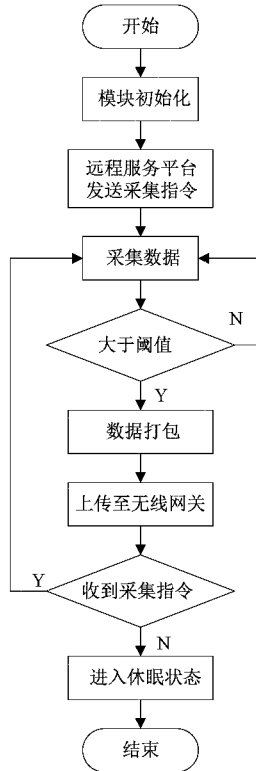 开始
模块初始化
远程服务平台
发送采集指令
采集数据
N
大于阈值
Y
数据打包
上传至无线网关
Y
收到采集指令
N
进入休眠状态
结束